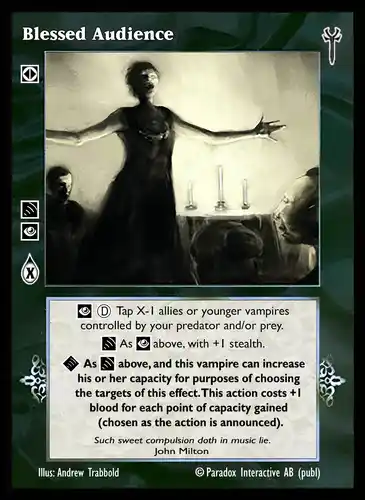 Blessed Audience
X
D Tap X-1 allies or younger vampires
controlled by your predator and/or prey.
As above, with +1 stealth.
As above, and this vampire can increase
his or her capacity for purposes of choosing
the targets of this effect.This action costs +1
blood for each point of capacity gained
(chosen as the action is announced).
Such sweet compulsion doth in music lie.
John Milton
Illus: Andrew Trabbold © Paradox Interactive AB (publ)